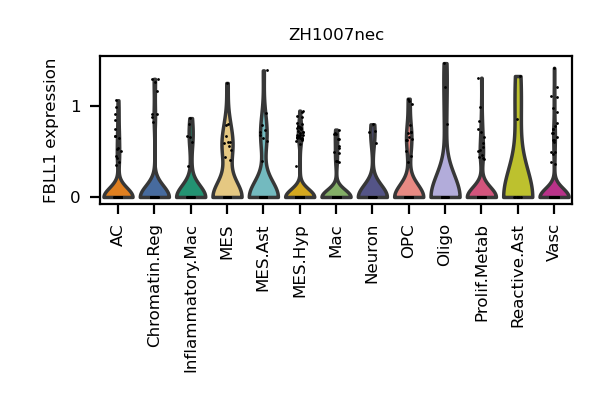 ZH1007nec
FBLL1 expression
1
0
AC
Chromatin.Reg
Inflammatory.Mac
MES
MES.Ast
MES.Hyp
Mac
Neuron
OPC
Oligo
Prolif.Metab
Reactive.Ast
Vasc